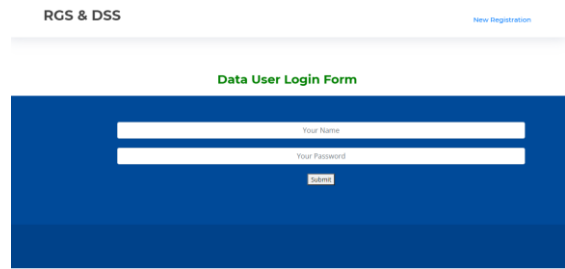 RGS & DSS
New Registration
Data User Login Form
Your Name
Your Password
Submit